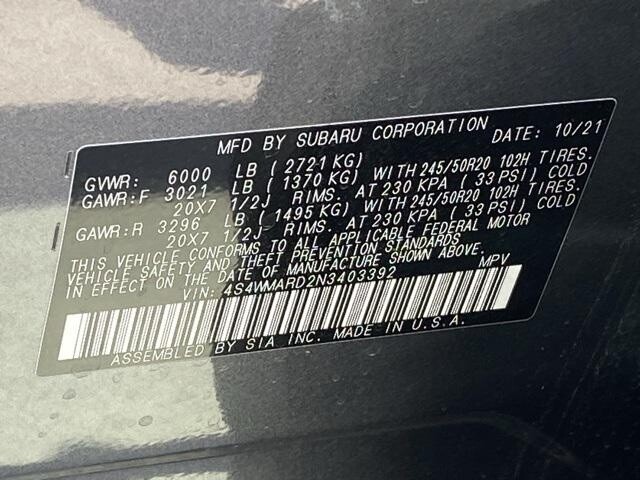 MFD BY SUBARU CORPORATION DATE: 10/21
GVWR: 6000 LB ( 2721 KG)
GAWR:F 3021 LB ( 1370 KG) WITH 245/50R20 102H TIRES.
20X7 1/2J RIMS. AT 230 KPA ( 33 PSI) COLD
GAWR:R 3296 LB ( 1495 KG) WITH 245/50R20 102H TIRES.
20X7 1/2J RIMS. AT 230 KPA ( 33 PSI) COLD
THIS VEHICLE CONFORMS TO ALL APPLICABLE FEDERAL MOTOR
VEHICLE SAFETY AND THEFT PREVENTION STANDARDS
IN EFFECT ON THE DATE OF MANUFACTURE SHOWN ABOVE.
VIN: 4S4WMARD2N3403392 MPV
ASSEMBLED BY SIA INC. MADE IN U.S.A.